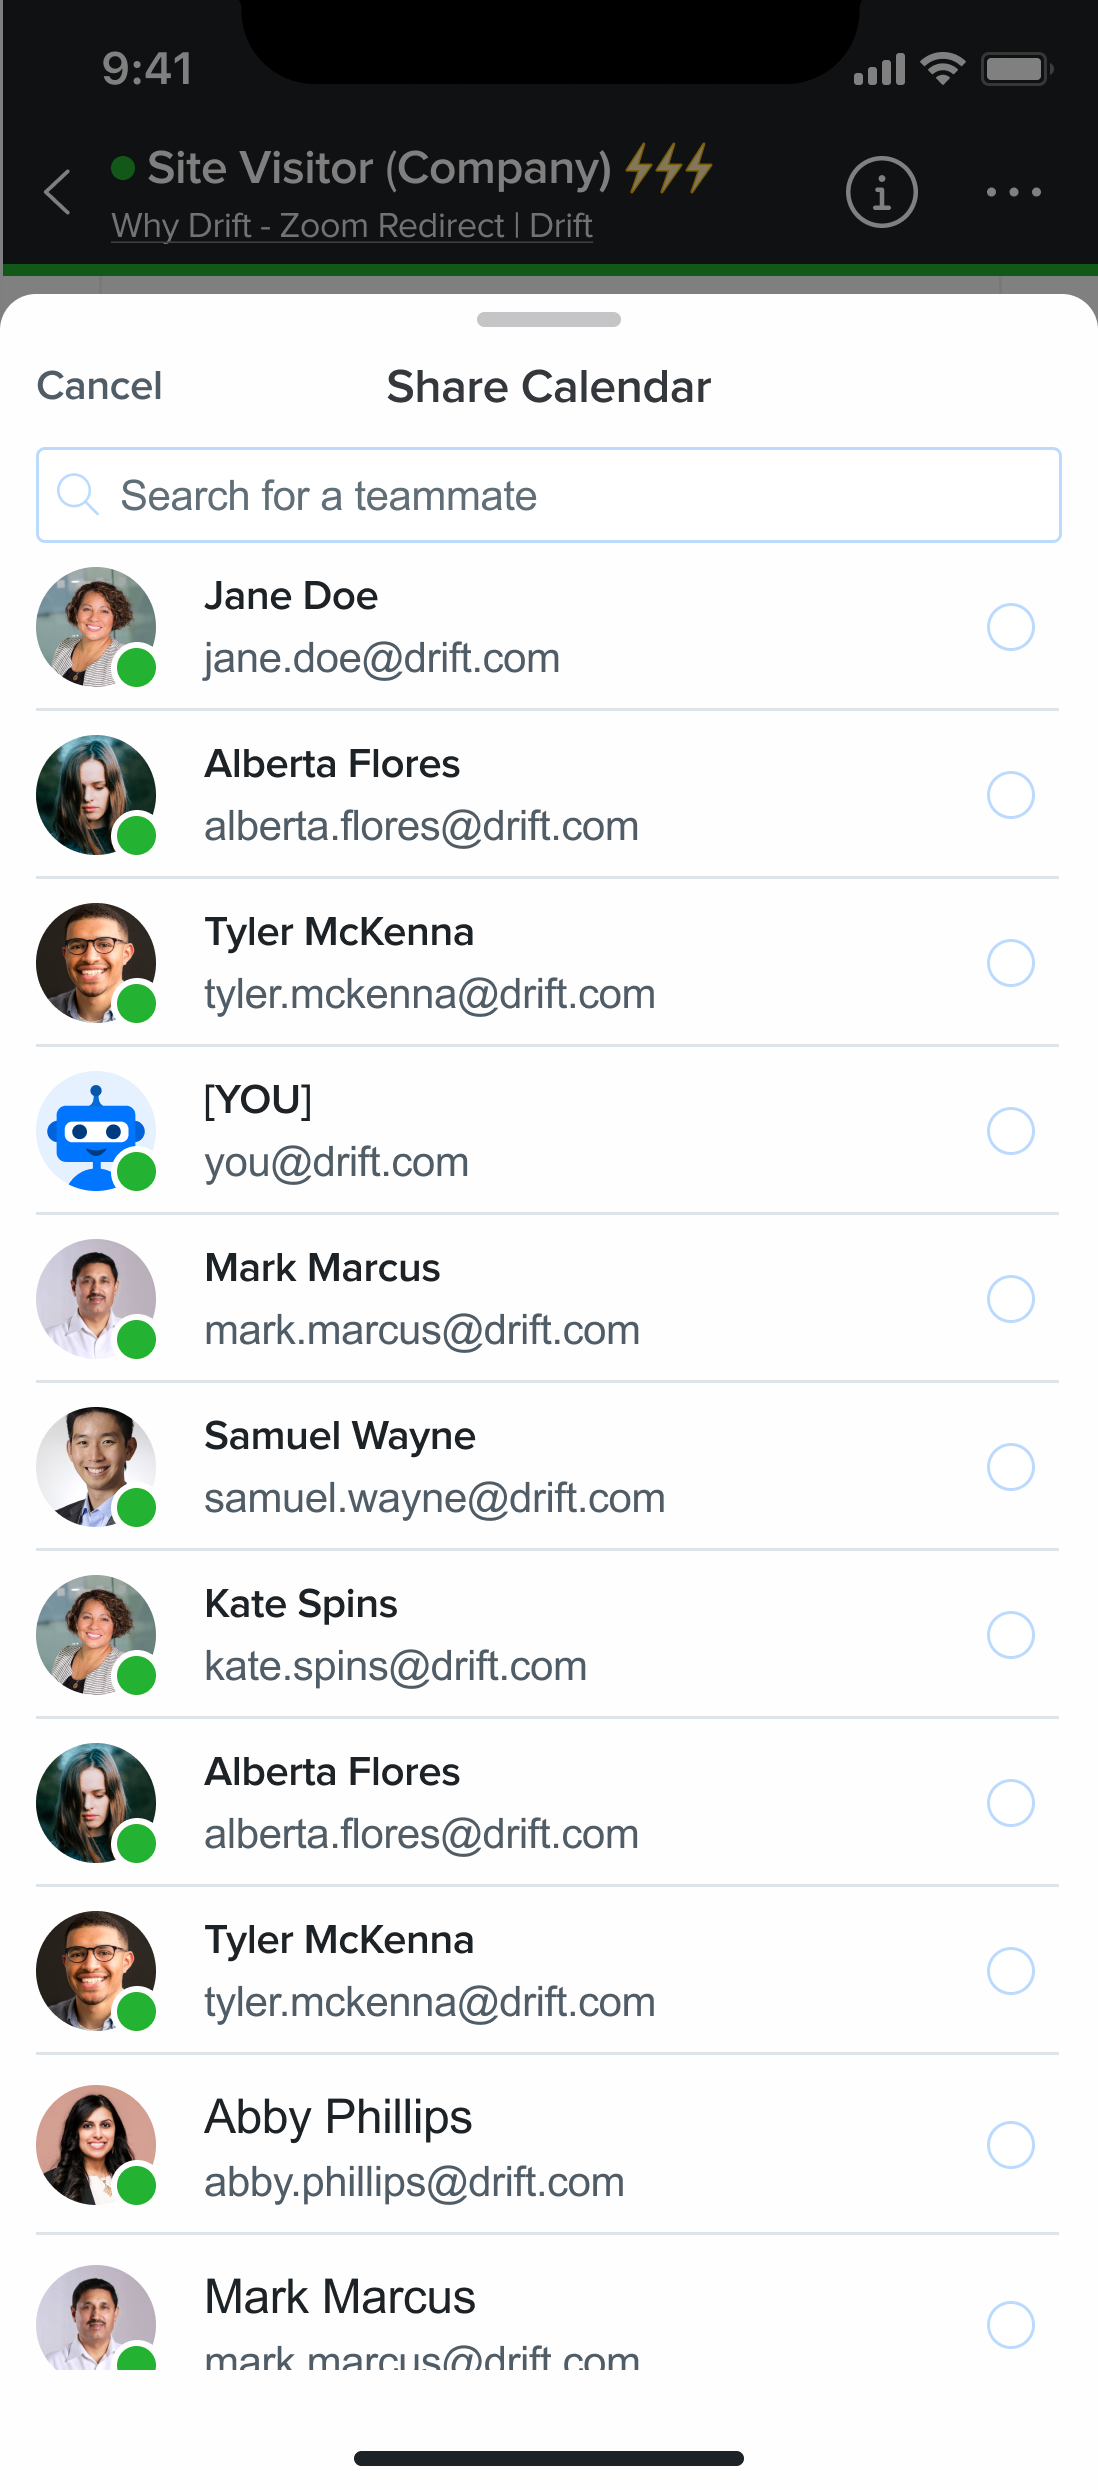 9:41
Site Visitor (Company) ⚡⚡⚡
Why Drift - Zoom Redirect | Drift
Cancel
Share Calendar
Search for a teammate
Jane Doe
jane.doe@drift.com
Alberta Flores
alberta.flores@drift.com
Tyler McKenna
tyler.mckenna@drift.com
[YOU]
you@drift.com
Mark Marcus
mark.marcus@drift.com
Samuel Wayne
samuel.wayne@drift.com
Kate Spins
kate.spins@drift.com
Alberta Flores
alberta.flores@drift.com
Tyler McKenna
tyler.mckenna@drift.com
Abby Phillips
abby.phillips@drift.com
Mark Marcus
mark.marcus@drift.com